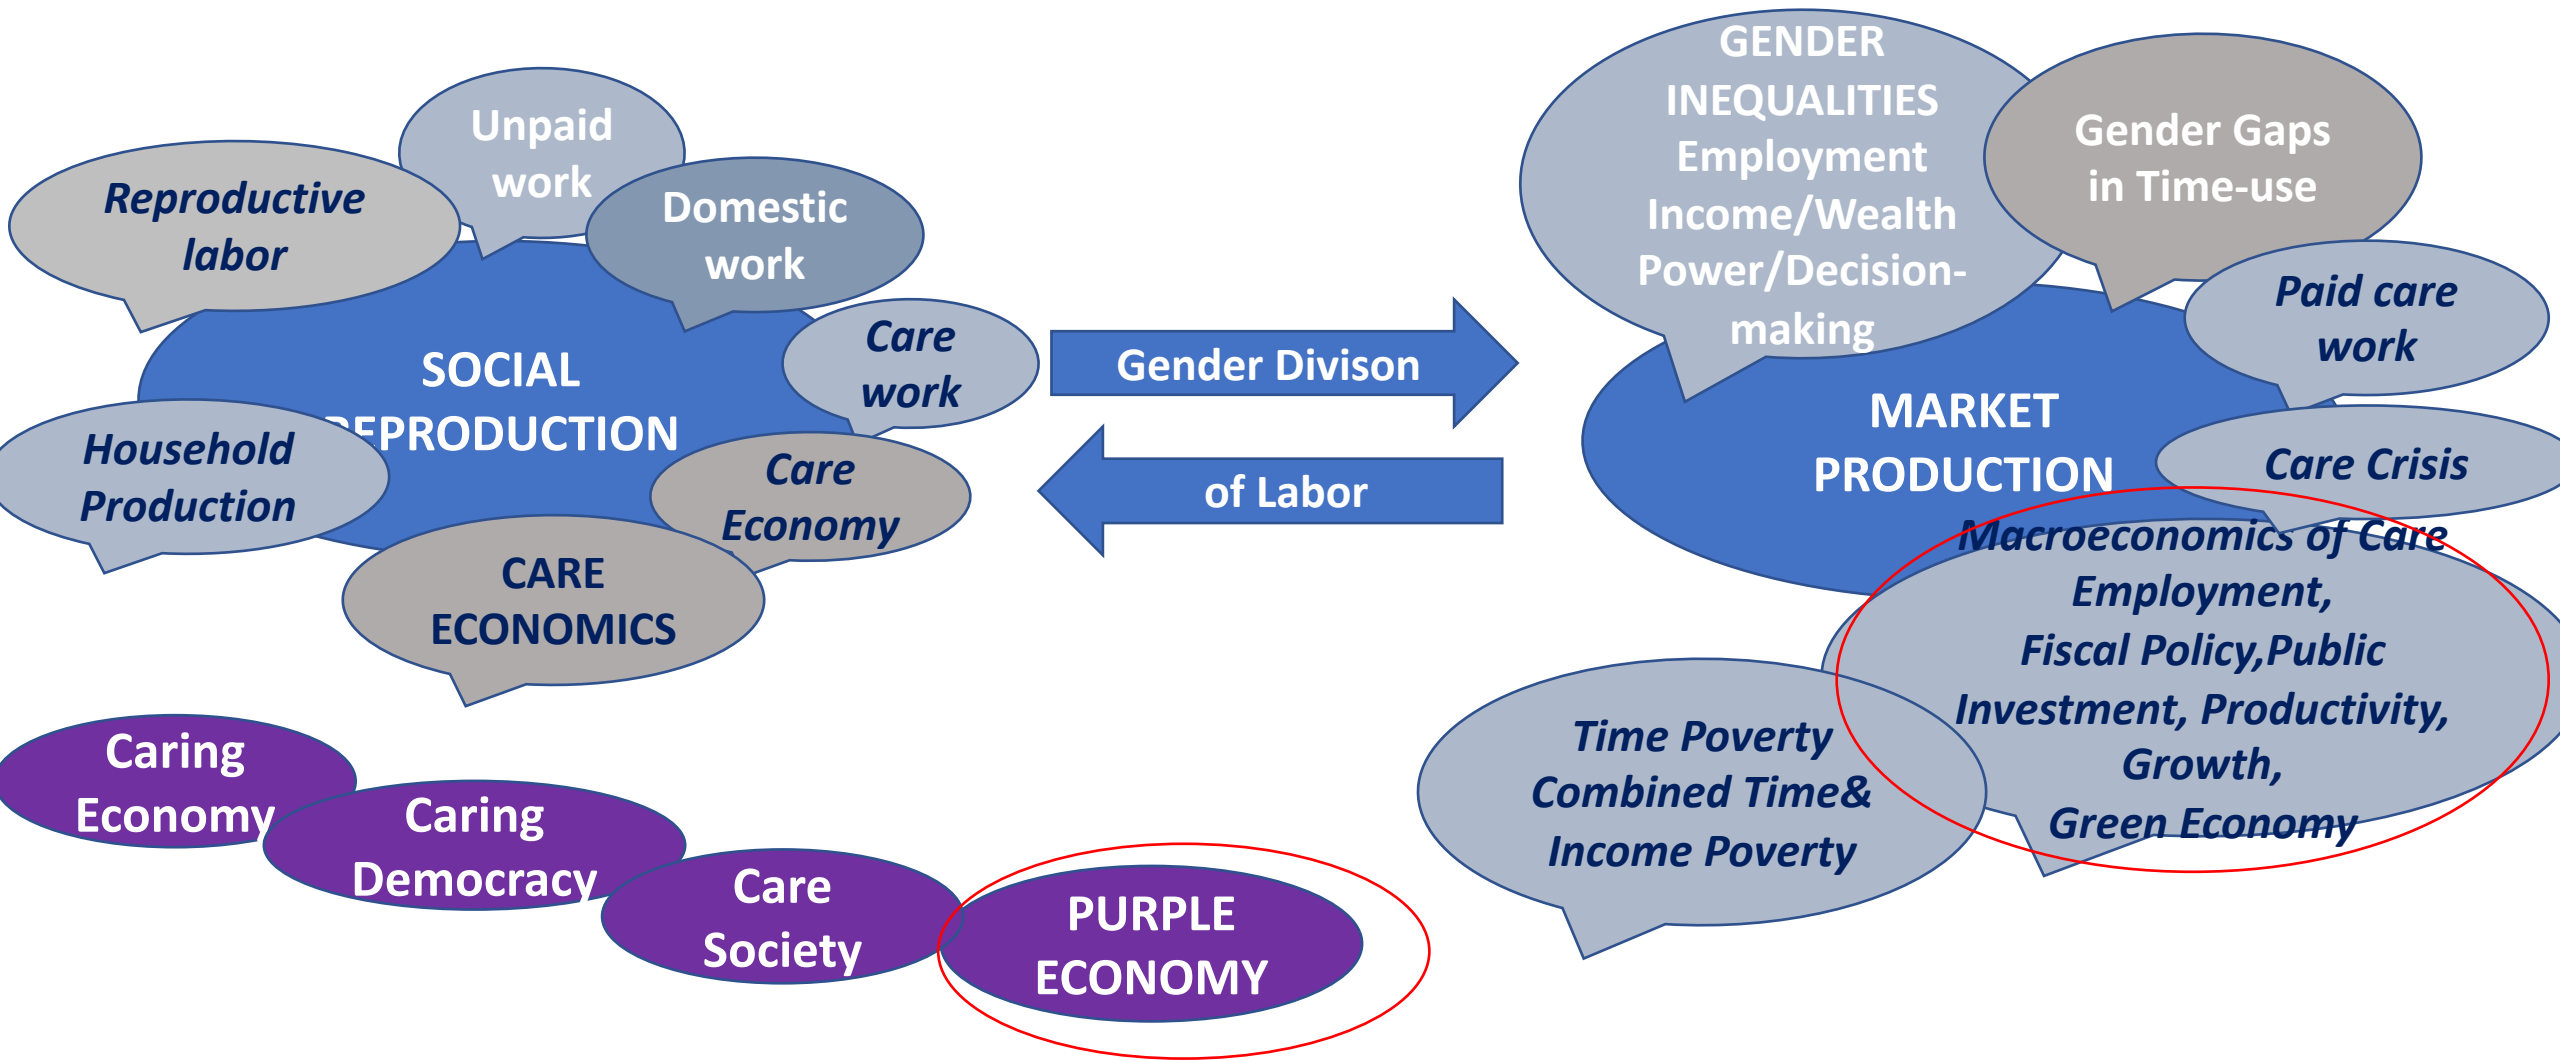 Reproductive
labor
Unpaid
work
Domestic
work
Care
work
SOCIAL
REPRODUCTION
Household
Production
Care
Economy
CARE
ECONOMICS
Gender Divison
of Labor
GENDER
INEQUALITIES
Employment
Income/Wealth
Power/Decision-
making
Gender Gaps
in Time-use
Paid care
work
MARKET
PRODUCTION
Care Crisis
Macroeconomics of Care
Employment,
Fiscal Policy,Public
Investment, Productivity,
Growth,
Green Economy
Time Poverty
Combined Time&
Income Poverty
Caring
Economy
Caring
Democracy
Care
Society
PURPLE
ECONOMY